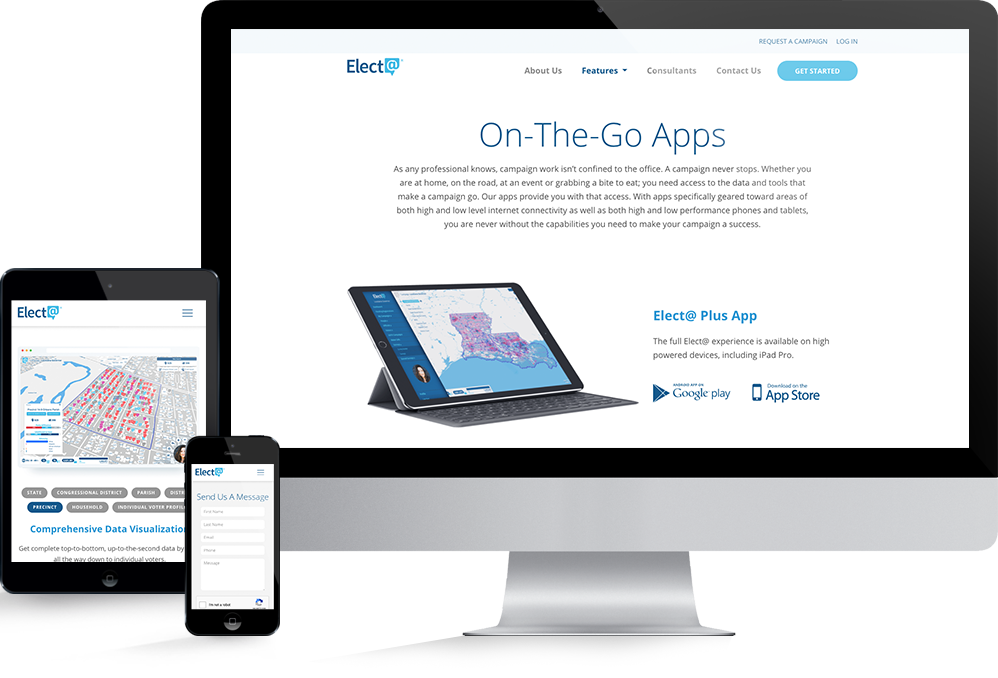 REQUEST A CAMPAIGN LOG IN
Elect@
About Us Features Consultants Contact Us GET STARTED
On-The-Go Apps
As any professional knows, campaign work isn't confined to the office. A campaign never stops. Whether you
are at home, on the road, at an event or grabbing a bite to eat; you need access to the data and tools that
make a campaign go. Our apps provide you with that access. With apps specifically geared toward areas of
both high and low level internet connectivity as well as both high and low performance phones and tablets,
you are never without the capabilities you need to make your campaign a success.
Elect@
Elect@ Plus App
The full Elect@ experience is available on high
powered devices, including iPad Pro.
ANDROID APP ON
Google play
Download on the
App Store
Elect@
STATE CONGRESSIONAL DISTRICT PARISH DISTRI
PRECINCT HOUSEHOLD INDIVIDUAL VOTER PROFILE
Comprehensive Data Visualization
Get complete top-to-bottom, up-to-the-second data by
all the way down to individual voters.
Elect@
Send Us A Message
First Name
Last Name
Email
Phone
Message
I'm not a robot